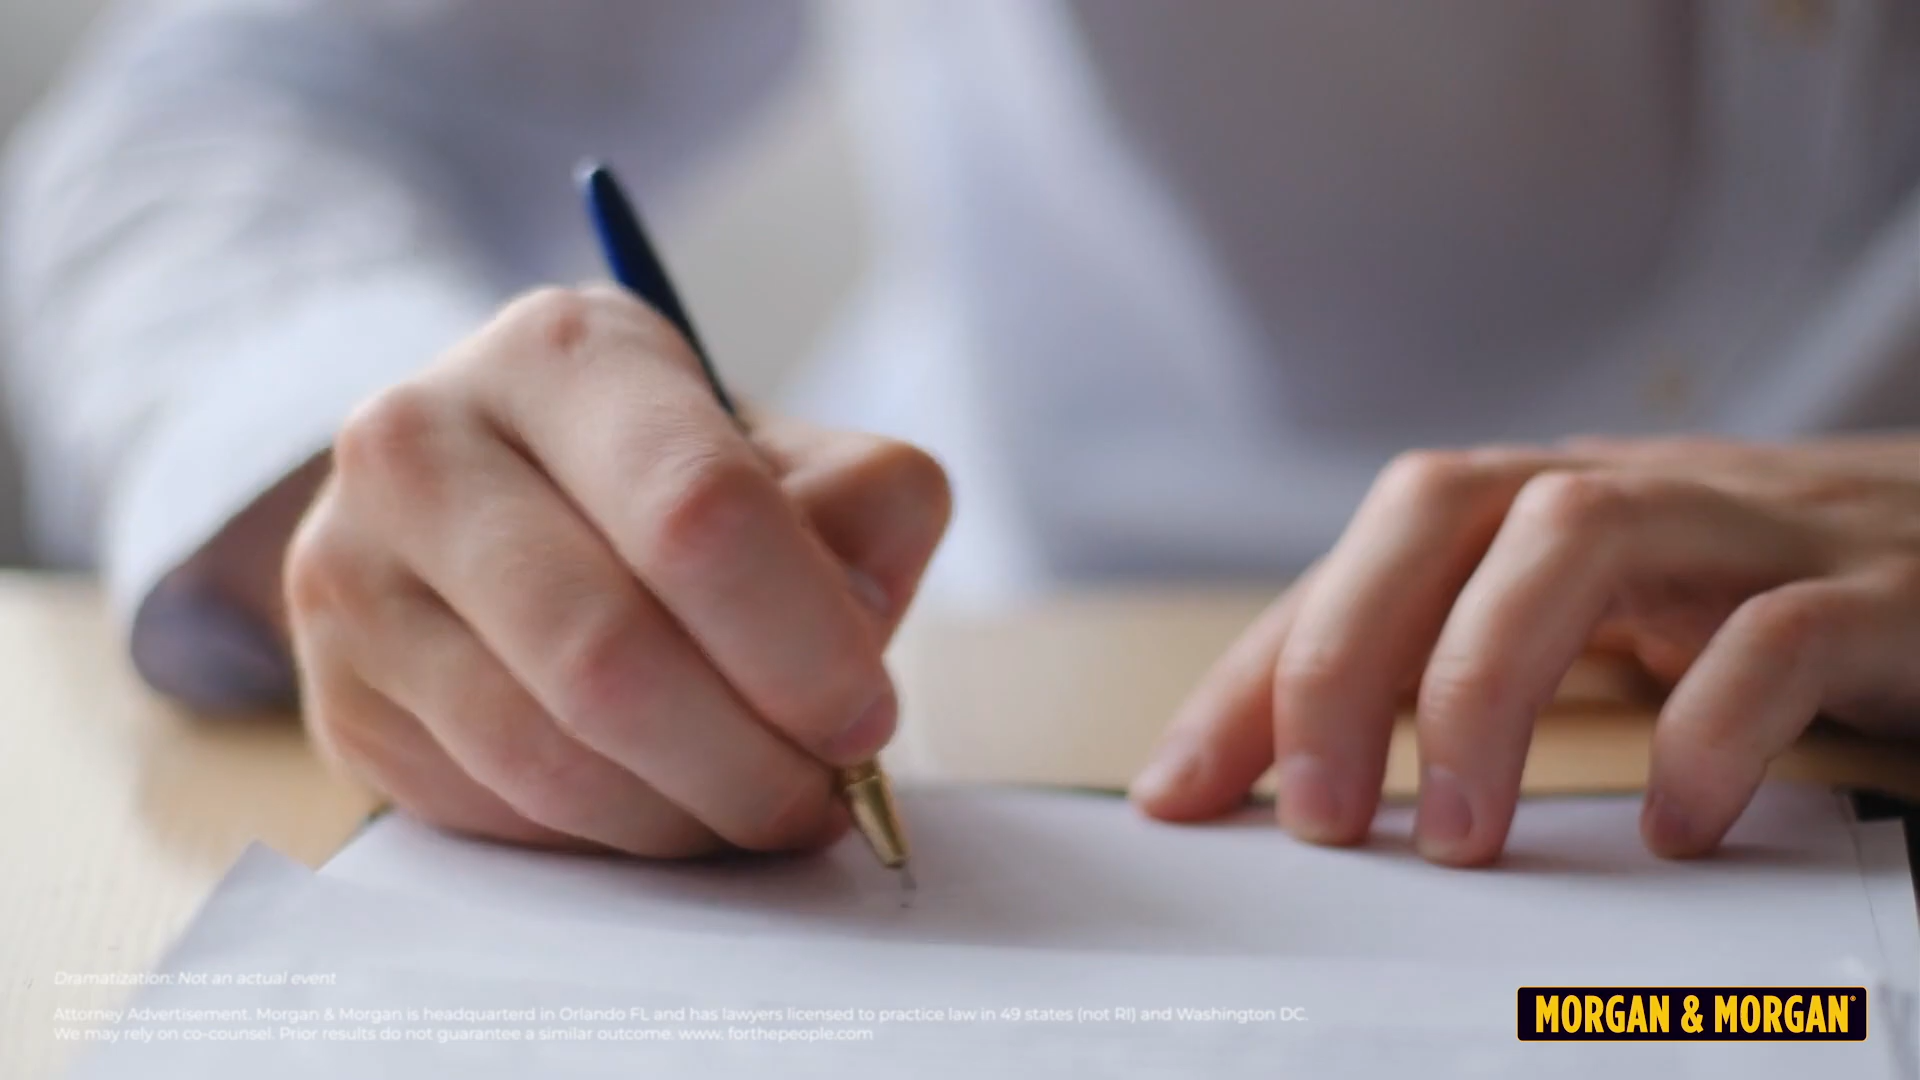 Dramatization: Not an actual event
Attorney Advertisement. Morgan & Morgan is headquarterd in Orlando FL and has lawyers licensed to practice law in 49 states (not RI) and Washington DC.
We may rely on co-counsel. Prior results do not guarantee a similar outcome. www. forthepeople.com
MORGAN & MORGAN®